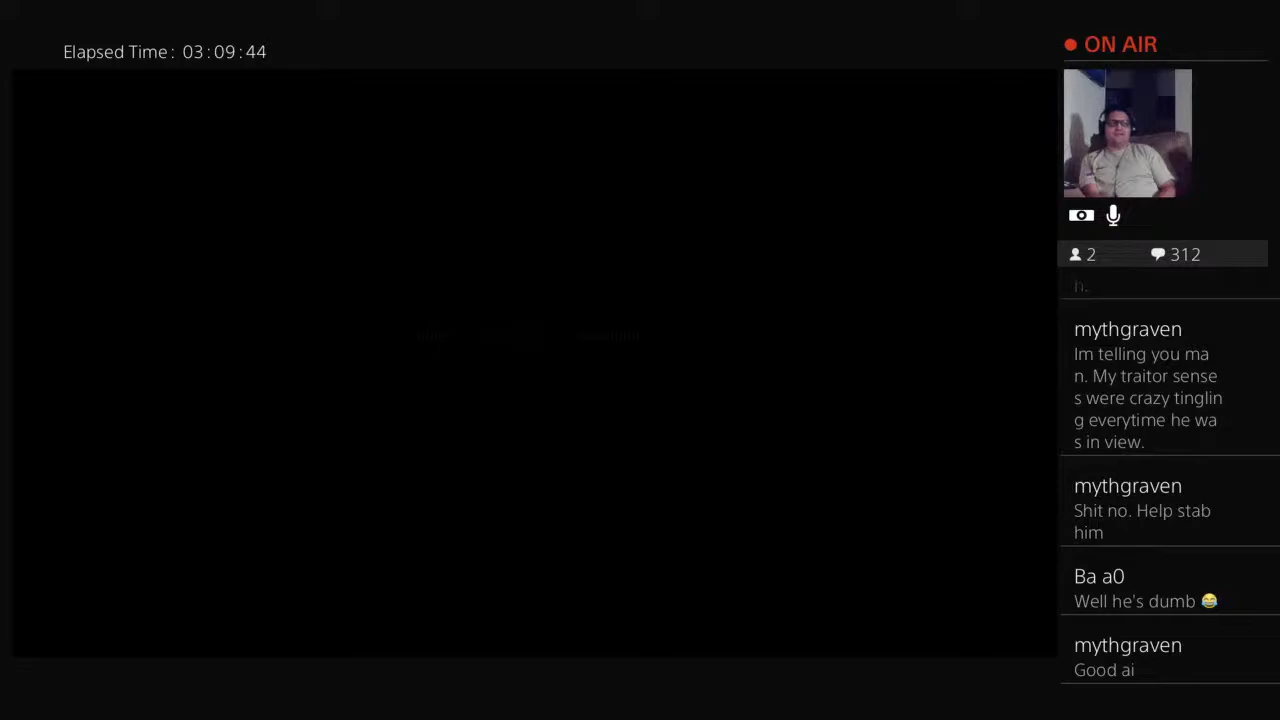 Elapsed Time: 03:09:44
ON AIR
2 312
h.
mythgraven
Im telling you ma
n. My traitor sense
s were crazy tinglin
g everytime he wa
s in view.
mythgraven
Shit no. Help stab
him
Ba a0
Well he's dumb 😂
mythgraven
Good ai